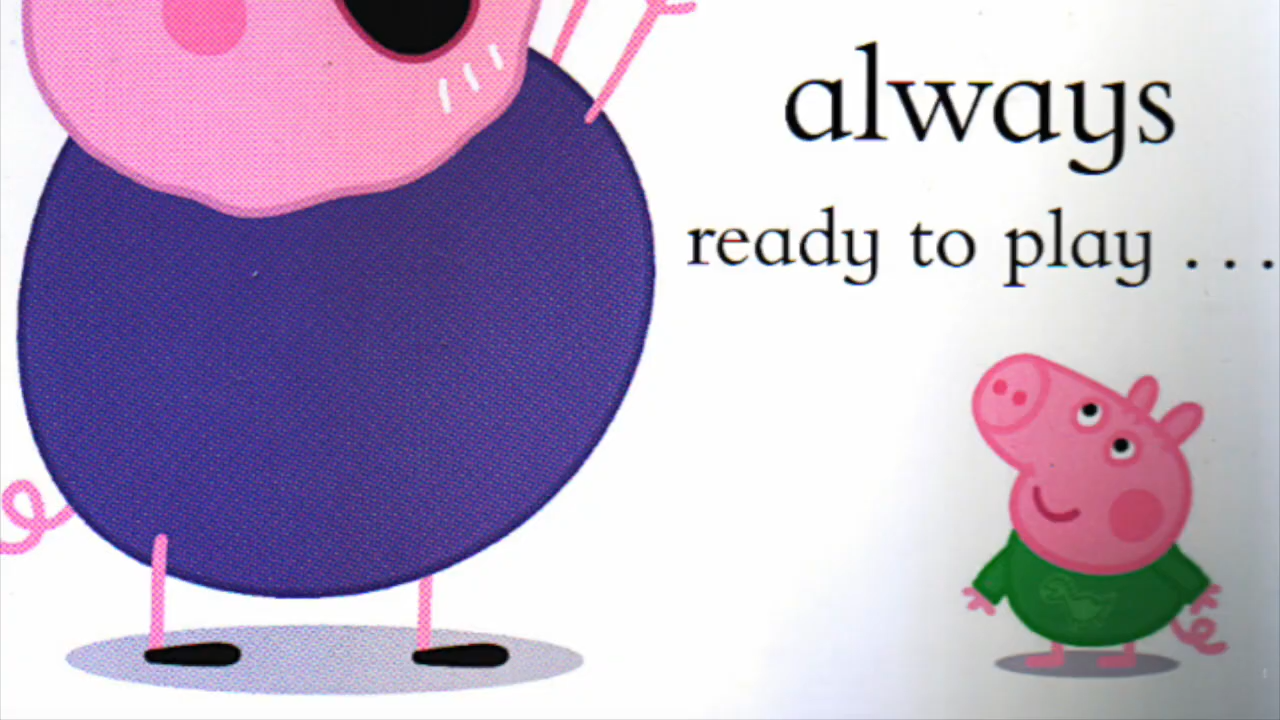 always
ready to play . . .